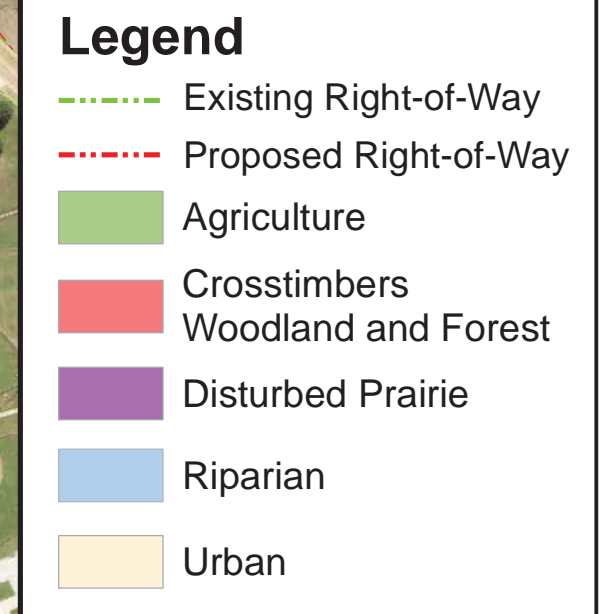 Legend
Existing Right-of-Way
Proposed Right-of-Way
Agriculture
Crosstimbers
Woodland and Forest
Disturbed Prairie
Riparian
Urban